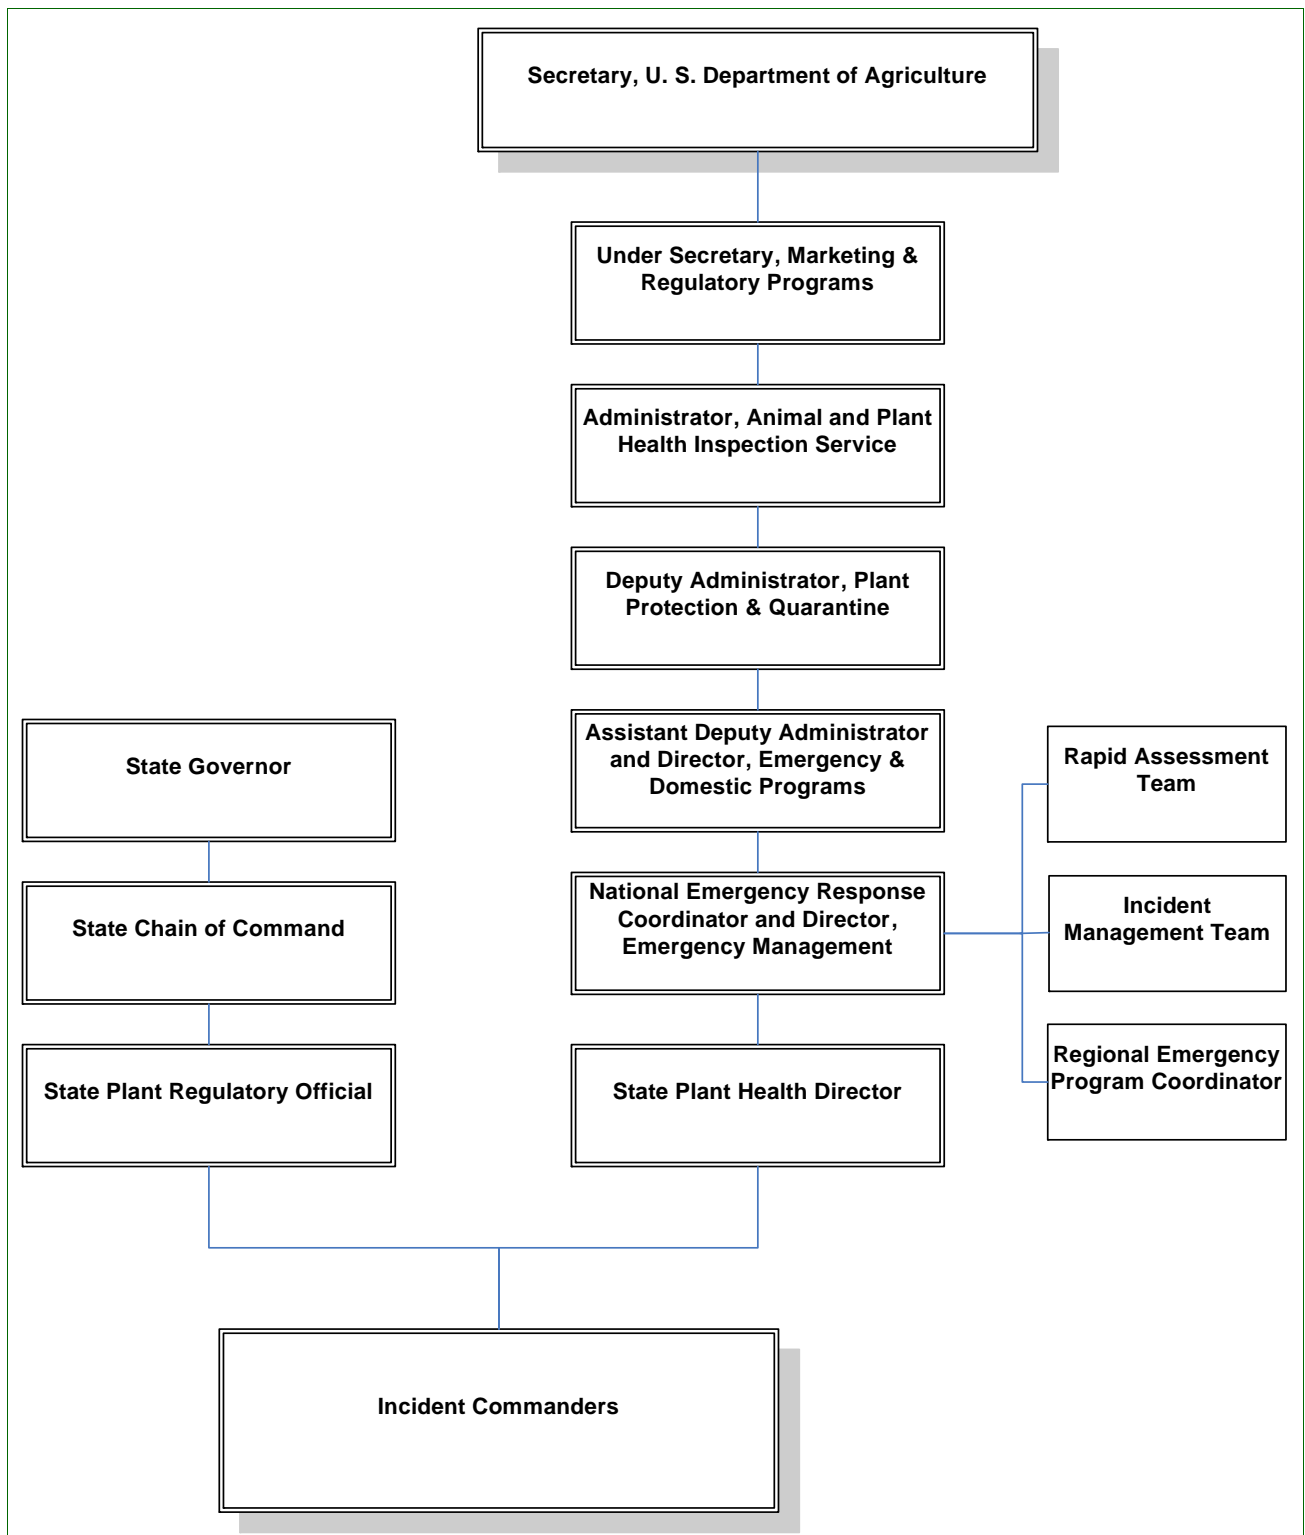 Secretary, U. S. Department of Agriculture
Under Secretary, Marketing &
Regulatory Programs
Administrator, Animal and Plant
Health Inspection Service
Deputy Administrator, Plant
Protection & Quarantine
Assistant Deputy Administrator
and Director, Emergency &
Domestic Programs
State Governor
Rapid Assessment
Team
National Emergency Response
Coordinator and Director,
Emergency Management
State Chain of Command
Incident
Management Team
State Plant Regulatory Official
State Plant Health Director
Regional Emergency
Program Coordinator
Incident Commanders